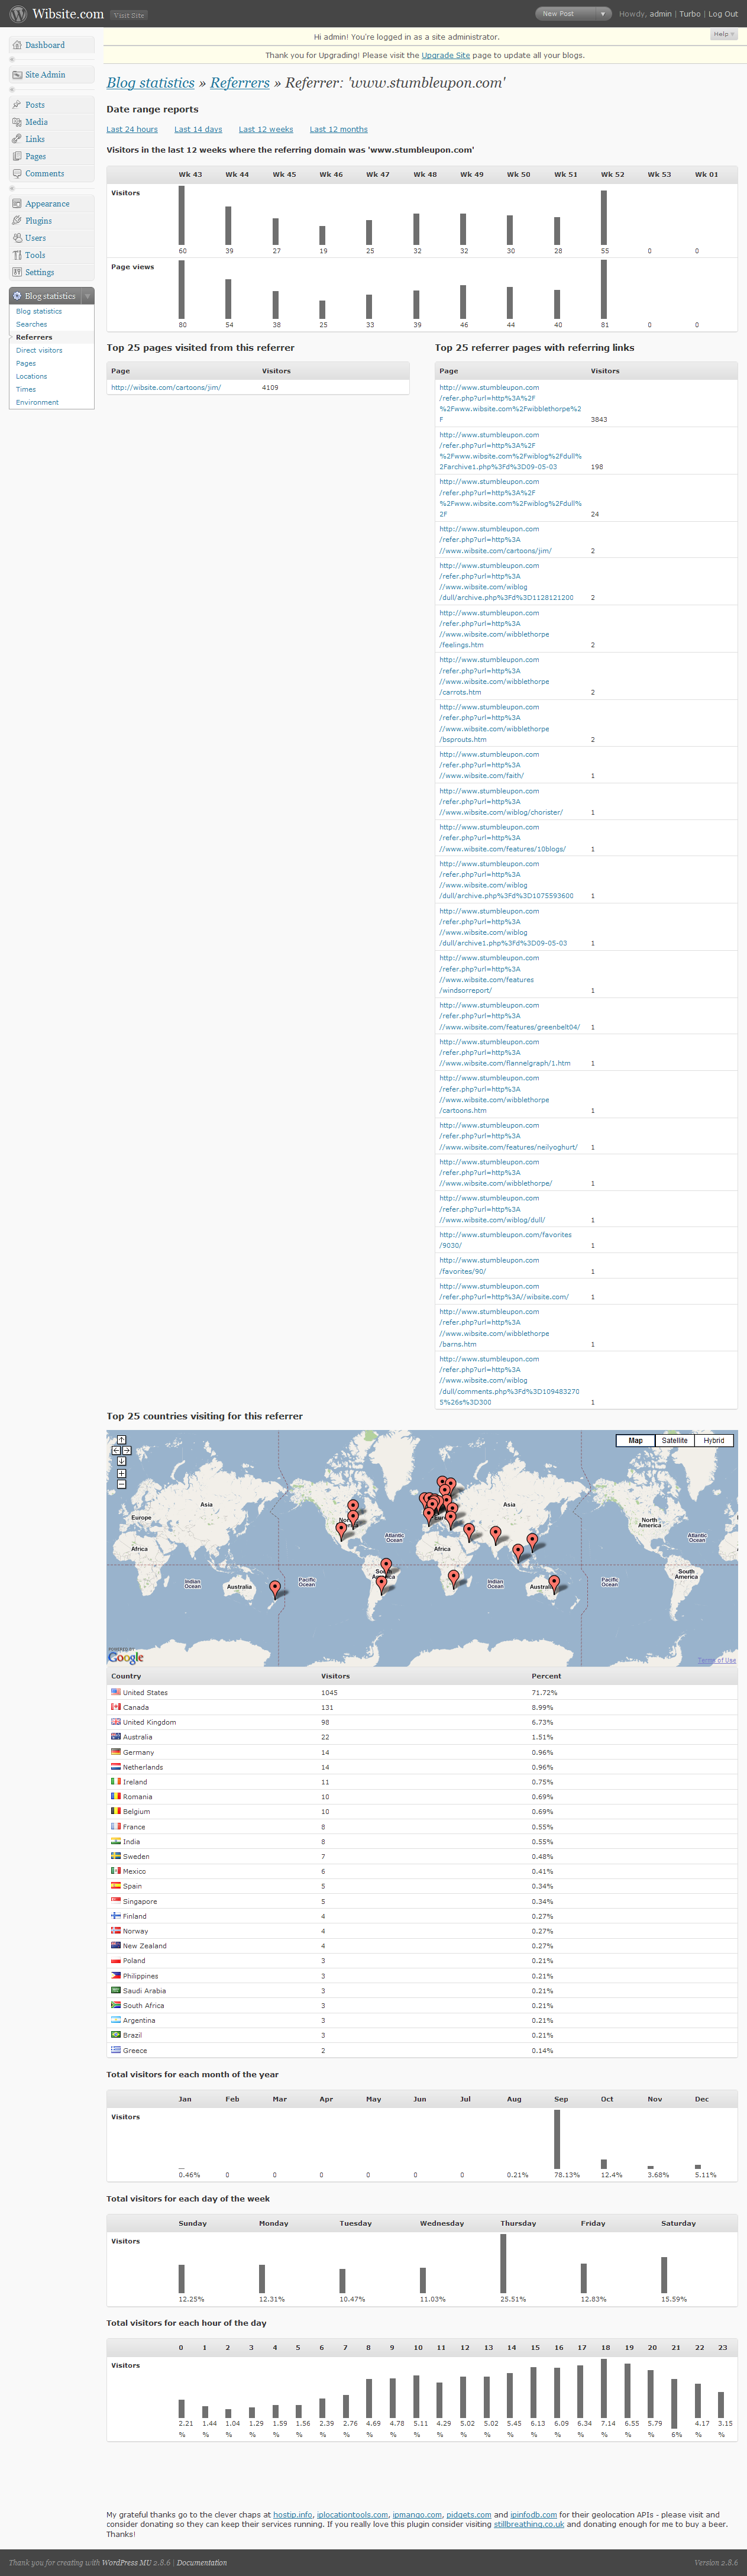 Wibsite.com Visit Site New Post Howdy, admin | Turbo | Log Out
Hi admin! You're logged in as a site administrator. Help
Thank you for Upgrading! Please visit the Upgrade Site page to update all your blogs.
Dashboard
Site Admin
Posts
Media
Links
Pages
Comments
Appearance
Plugins
Users
Tools
Settings
Blog statistics
Blog statistics
Searches
Referrers
Direct visitors
Pages
Locations
Times
Environment
Blog statistics » Referrers » Referrer: 'www.stumbleupon.com'
Date range reports
Last 24 hours Last 14 days Last 12 weeks Last 12 months
Visitors in the last 12 weeks where the referring domain was 'www.stumbleupon.com'
Wk 43 Wk 44 Wk 45 Wk 46 Wk 47 Wk 48 Wk 49 Wk 50 Wk 51 Wk 52 Wk 53 Wk 01
Visitors
60 39 27 19 25 32 32 30 28 55 0 0
Page views
80 54 38 25 33 39 46 44 40 81 0 0
Top 25 pages visited from this referrer
Page Visitors
http://wibsite.com/cartoons/jim/ 4109
Top 25 referrer pages with referring links
Page Visitors
http://www.stumbleupon.com
/refer.php?url=http%3A%2F
%2Fwww.wibsite.com%2Fwibblethorpe%2
F 3843
http://www.stumbleupon.com
/refer.php?url=http%3A%2F
%2Fwww.wibsite.com%2Fwiblog%2Fdull%
2Farchive1.php%3Fd%3D09-05-03 198
http://www.stumbleupon.com
/refer.php?url=http%3A%2F
%2Fwww.wibsite.com%2Fwiblog%2Fdull%
2F 24
http://www.stumbleupon.com
/refer.php?url=http%3A
//www.wibsite.com/cartoons/jim/ 2
http://www.stumbleupon.com
/refer.php?url=http%3A
//www.wibsite.com/wiblog
/dull/archive.php%3Fd%3D1128121200 2
http://www.stumbleupon.com
/refer.php?url=http%3A
//www.wibsite.com/wibblethorpe
/feelings.htm 2
http://www.stumbleupon.com
/refer.php?url=http%3A
//www.wibsite.com/wibblethorpe
/carrots.htm 2
http://www.stumbleupon.com
/refer.php?url=http%3A
//www.wibsite.com/wibblethorpe
/bsprouts.htm 2
http://www.stumbleupon.com
/refer.php?url=http%3A
//www.wibsite.com/faith/ 1
http://www.stumbleupon.com
/refer.php?url=http%3A
//www.wibsite.com/wiblog/chorister/ 1
http://www.stumbleupon.com
/refer.php?url=http%3A
//www.wibsite.com/features/10blogs/ 1
http://www.stumbleupon.com
/refer.php?url=http%3A
//www.wibsite.com/wiblog
/dull/archive.php%3Fd%3D1075593600 1
http://www.stumbleupon.com
/refer.php?url=http%3A
//www.wibsite.com/wiblog
/dull/archive1.php%3Fd%3D09-05-03 1
http://www.stumbleupon.com
/refer.php?url=http%3A
//www.wibsite.com/features
/windsorreport/ 1
http://www.stumbleupon.com
/refer.php?url=http%3A
//www.wibsite.com/features/greenbelt04/ 1
http://www.stumbleupon.com
/refer.php?url=http%3A
//www.wibsite.com/flannelgraph/1.htm 1
http://www.stumbleupon.com
/refer.php?url=http%3A
//www.wibsite.com/wibblethorpe
/cartoons.htm 1
http://www.stumbleupon.com
/refer.php?url=http%3A
//www.wibsite.com/features/neilyoghurt/ 1
http://www.stumbleupon.com
/refer.php?url=http%3A
//www.wibsite.com/wibblethorpe/ 1
http://www.stumbleupon.com
/refer.php?url=http%3A
//www.wibsite.com/wiblog/dull/ 1
http://www.stumbleupon.com/favorites
/9030/ 1
http://www.stumbleupon.com
/favorites/90/ 1
http://www.stumbleupon.com
/refer.php?url=http%3A//wibsite.com/ 1
http://www.stumbleupon.com
/refer.php?url=http%3A
//www.wibsite.com/wibblethorpe
/barns.htm 1
http://www.stumbleupon.com
/refer.php?url=http%3A
//www.wibsite.com/wiblog
/dull/comments.php%3Fd%3D109483270
5%26s%3D300 1
Top 25 countries visiting for this referrer
Map Satellite Hybrid
Europe Asia Asia North
America
Atlantic
Ocean Atlantic
Ocean
Africa Africa
Indian
Ocean Australia Pacific
Ocean Indian
Ocean Pacific
Ocean South
America
POWERED BY
Google Terms of Use
Country Visitors Percent
United States 1045 71.72%
Canada 131 8.99%
United Kingdom 98 6.73%
Australia 22 1.51%
Germany 14 0.96%
Netherlands 14 0.96%
Ireland 11 0.75%
Romania 10 0.69%
Belgium 10 0.69%
France 8 0.55%
India 8 0.55%
Sweden 7 0.48%
Mexico 6 0.41%
Spain 5 0.34%
Singapore 5 0.34%
Finland 4 0.27%
Norway 4 0.27%
New Zealand 4 0.27%
Poland 3 0.21%
Philippines 3 0.21%
Saudi Arabia 3 0.21%
South Africa 3 0.21%
Argentina 3 0.21%
Brazil 3 0.21%
Greece 2 0.14%
Total visitors for each month of the year
Jan Feb Mar Apr May Jun Jul Aug Sep Oct Nov Dec
Visitors
0.46% 0 0 0 0 0 0 0.21% 78.13% 12.4% 3.68% 5.11%
Total visitors for each day of the week
Sunday Monday Tuesday Wednesday Thursday Friday Saturday
Visitors
12.25% 12.31% 10.47% 11.03% 25.51% 12.83% 15.59%
Total visitors for each hour of the day
0 1 2 3 4 5 6 7 8 9 10 11 12 13 14 15 16 17 18 19 20 21 22 23
Visitors
2.21 1.44 1.04 1.29 1.59 1.56 2.39 2.76 4.69 4.78 5.11 4.29 5.02 5.02 5.45 6.13 6.09 6.34 7.14 6.55 5.79 4.17 3.15
% % % % % % % % % % % % % % % % % % % % % 6% % %
My grateful thanks go to the clever chaps at hostip.info, iplocationtools.com, ipmango.com, pidgets.com and ipinfodb.com for their geolocation APIs - please visit and
consider donating so they can keep their services running. If you really love this plugin consider visiting stillbreathing.co.uk and donating enough for me to buy a beer.
Thanks!
Thank you for creating with WordPress MU 2.8.6 | Documentation Version 2.8.6